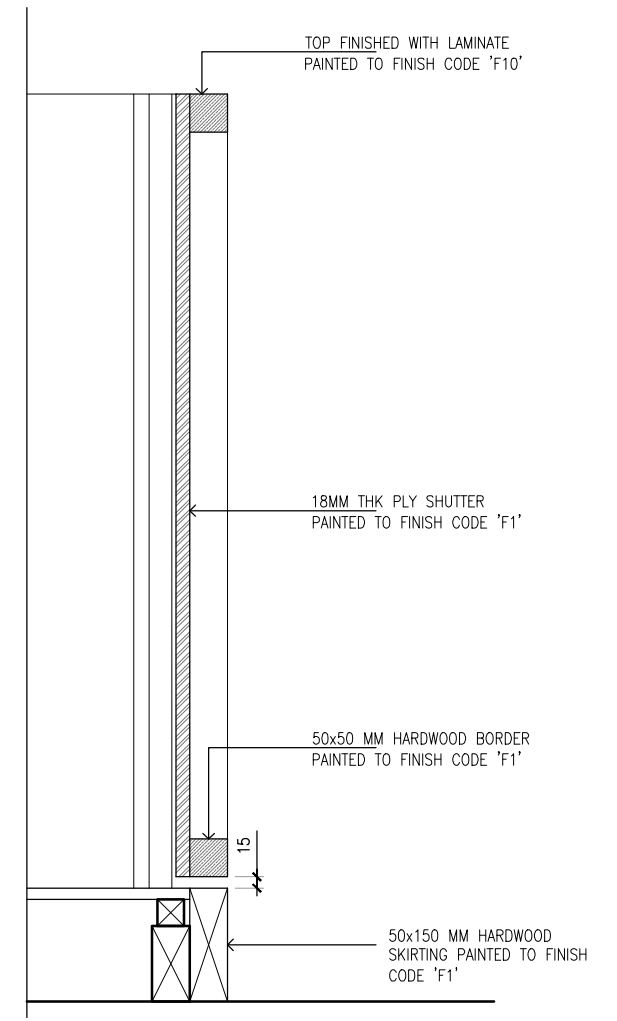 TOP FINISHED WITH LAMINATE
PAINTED TO FINISH CODE 'F10'
18MM THK PLY SHUTTER
PAINTED TO FINISH CODE 'F1'
50x50 MM HARDWOOD BORDER
PAINTED TO FINISH CODE 'F1'
15
50x150 MM HARDWOOD
SKIRTING PAINTED TO FINISH
CODE 'F1'